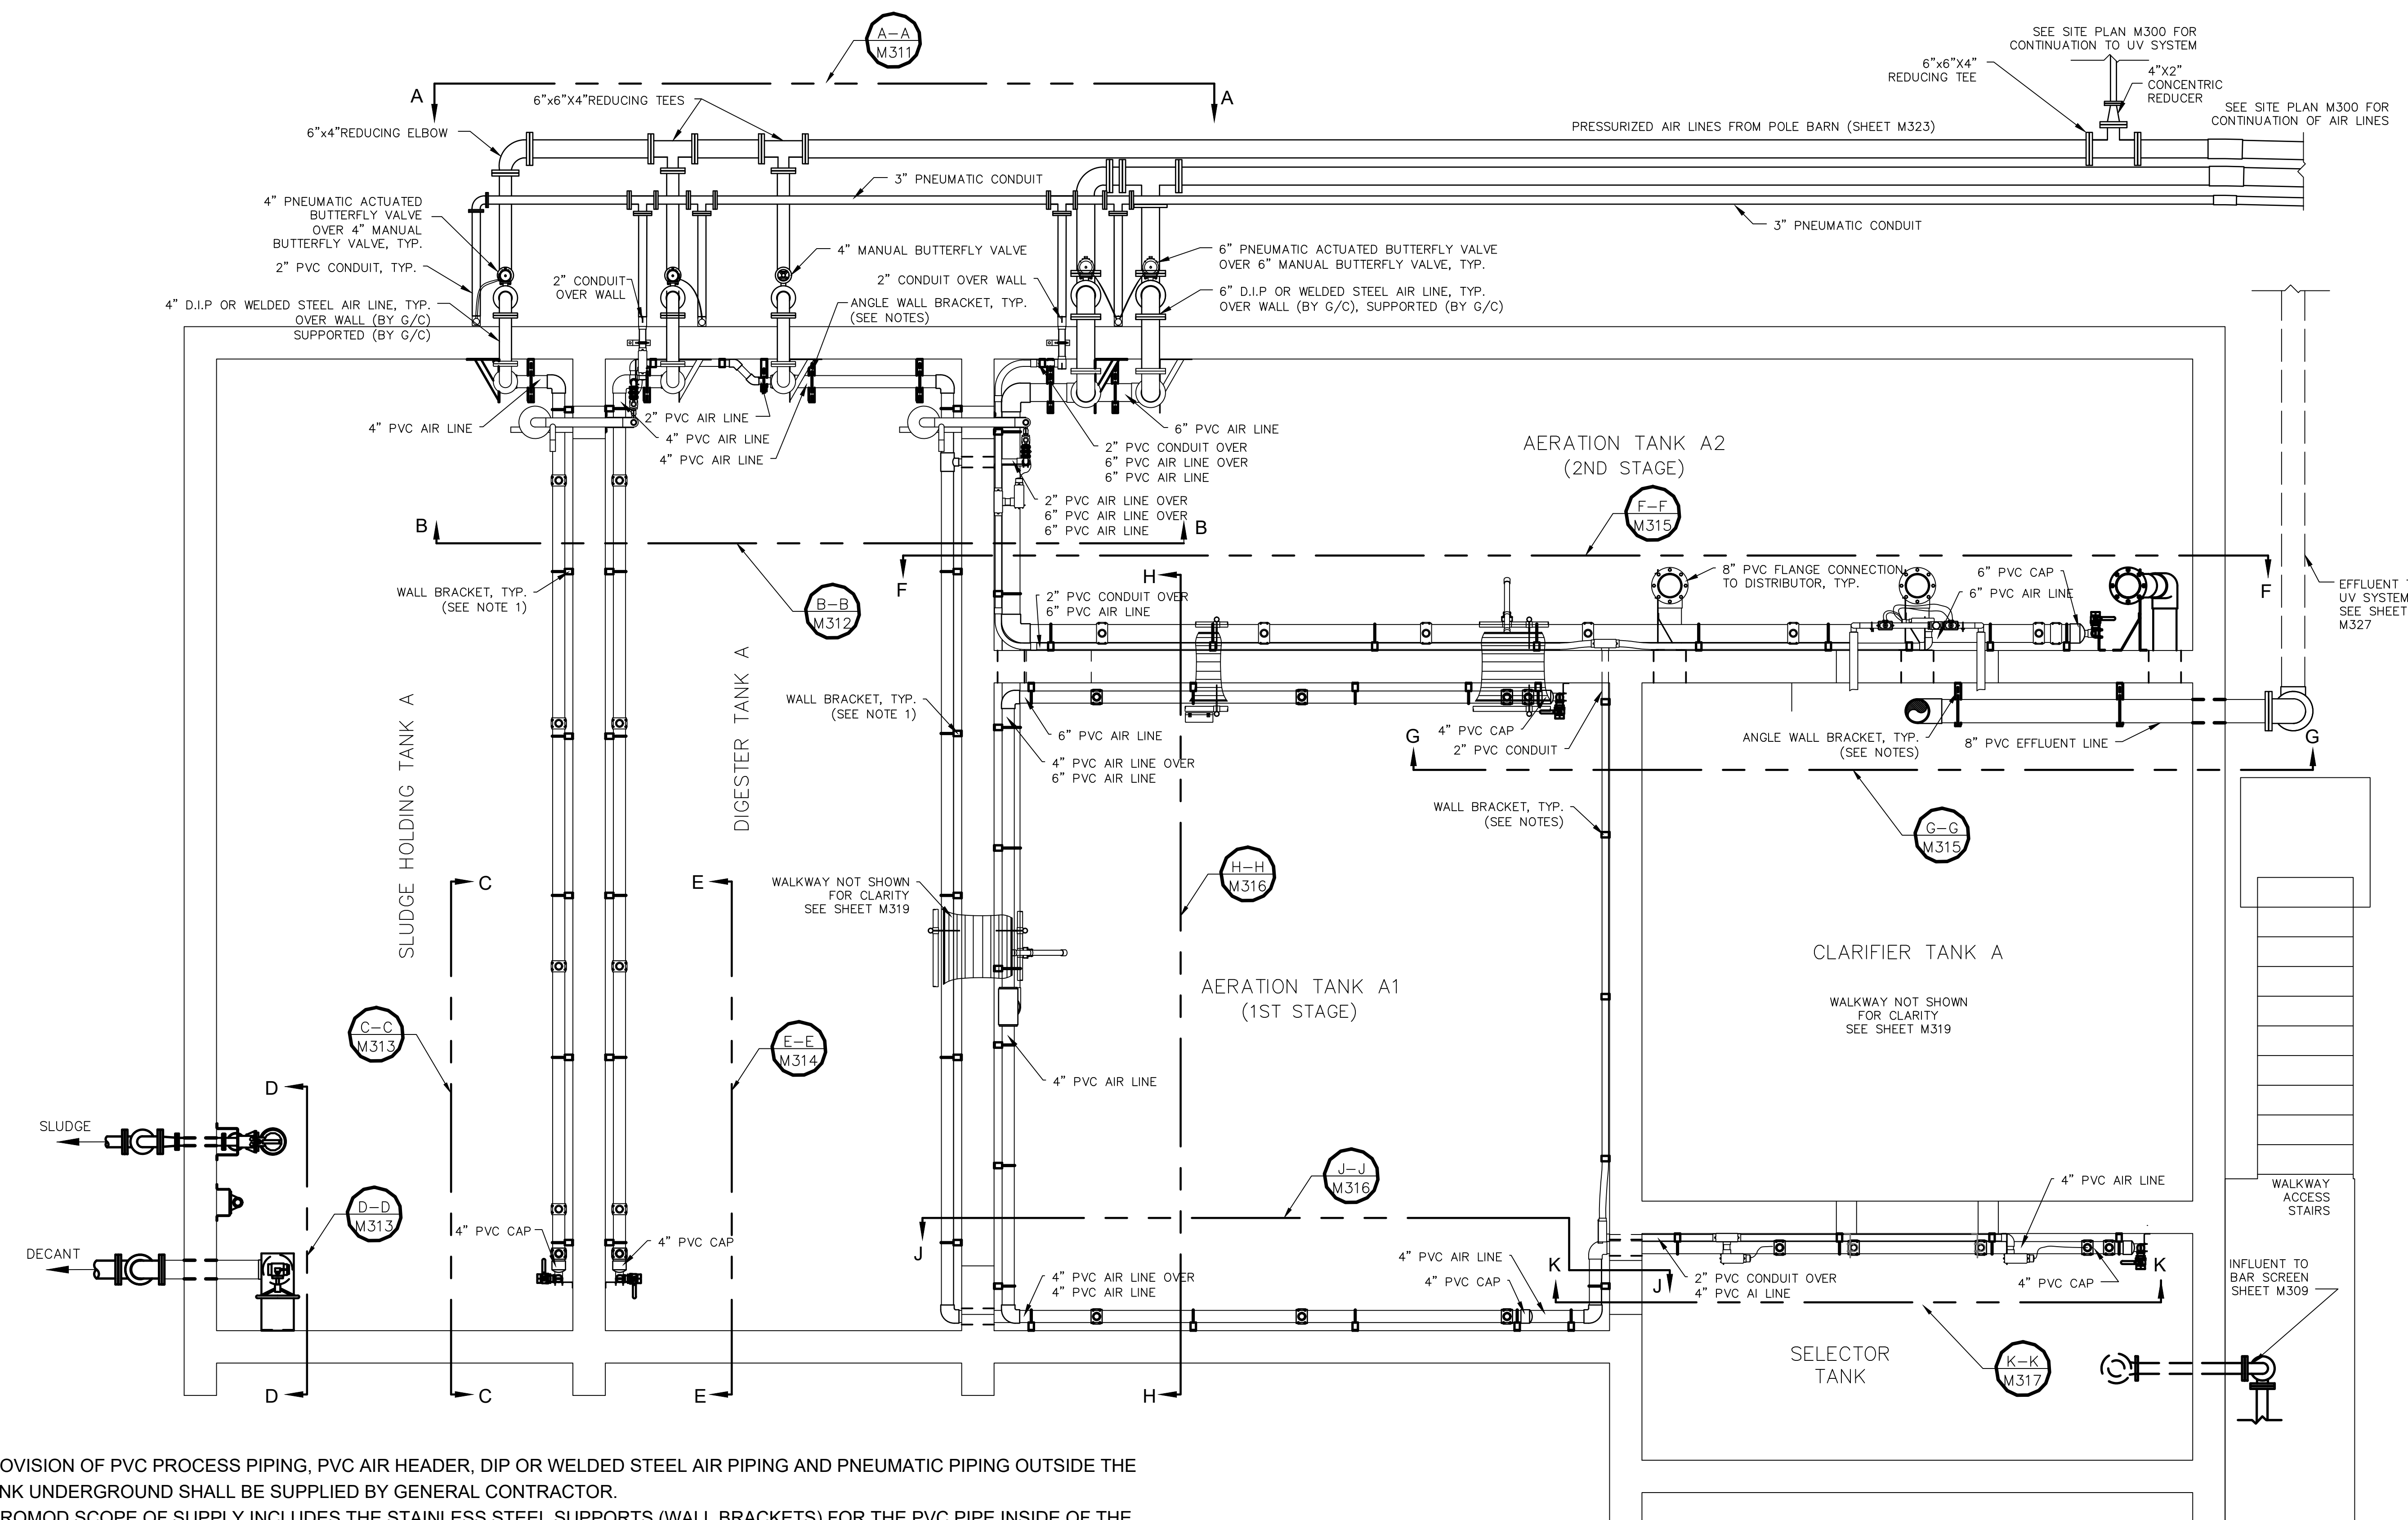 A-A
M311
SEE SITE PLAN M300 FOR
CONTINUATION TO UV SYSTEM
6"x6"X4"
REDUCING TEE
4"X2"
CONCENTRIC
REDUCER
SEE SITE PLAN M300 FOR
CONTINUATION OF AIR LINES
A
A
6"x6"X4"REDUCING TEES
6"x4"REDUCING ELBOW
PRESSURIZED AIR LINES FROM POLE BARN (SHEET M323)
3" PNEUMATIC CONDUIT
3" PNEUMATIC CONDUIT
4" PNEUMATIC ACTUATED
BUTTERFLY VALVE
OVER 4" MANUAL
BUTTERFLY VALVE, TYP.
2" PVC CONDUIT, TYP.
4" D.I.P OR WELDED STEEL AIR LINE, TYP.
OVER WALL (BY G/C)
SUPPORTED (BY G/C)
2" CONDUIT
OVER WALL
4" MANUAL BUTTERFLY VALVE
2" CONDUIT OVER WALL
ANGLE WALL BRACKET, TYP.
(SEE NOTES)
6" PNEUMATIC ACTUATED BUTTERFLY VALVE
OVER 6" MANUAL BUTTERFLY VALVE, TYP.
6" D.I.P OR WELDED STEEL AIR LINE, TYP.
OVER WALL (BY G/C), SUPPORTED (BY G/C)
4" PVC AIR LINE
2" PVC AIR LINE
4" PVC AIR LINE
4" PVC AIR LINE
6" PVC AIR LINE
2" PVC CONDUIT OVER
6" PVC AIR LINE OVER
6" PVC AIR LINE
2" PVC AIR LINE OVER
6" PVC AIR LINE OVER
6" PVC AIR LINE
AERATION TANK A2
(2ND STAGE)
F-F
M315
B
B
F
F
H
WALL BRACKET, TYP.
(SEE NOTE 1)
B-B
M312
2" PVC CONDUIT OVER
6" PVC AIR LINE
8" PVC FLANGE CONNECTION
TO DISTRIBUTOR, TYP.
6" PVC CAP
6" PVC AIR LINE
EFFLUENT
UV SYSTEM
SEE SHEET
M327
SLUDGE HOLDING TANK A
DIGESTER TANK A
WALL BRACKET, TYP.
(SEE NOTE 1)
6" PVC AIR LINE
4" PVC AIR LINE OVER
6" PVC AIR LINE
4" PVC CAP
2" PVC CONDUIT
G
G
ANGLE WALL BRACKET, TYP.
(SEE NOTES)
8" PVC EFFLUENT LINE
WALL BRACKET, TYP.
(SEE NOTES)
G-G
M315
C
E
WALKWAY NOT SHOWN
FOR CLARITY
SEE SHEET M319
H-H
M316
AERATION TANK A1
(1ST STAGE)
CLARIFIER TANK A
WALKWAY NOT SHOWN
FOR CLARITY
SEE SHEET M319
C-C
M313
E-E
M314
4" PVC AIR LINE
D
SLUDGE
D-D
M313
J-J
M316
4" PVC AIR LINE
WALKWAY
ACCESS
STAIRS
DECANT
4" PVC CAP
4" PVC CAP
J
4" PVC AIR LINE OVER
4" PVC AIR LINE
4" PVC AIR LINE
4" PVC CAP
K
J
2" PVC CONDUIT OVER
4" PVC AI LINE
4" PVC CAP
K
INFLUENT TO
BAR SCREEN
SHEET M309
SELECTOR
TANK
K-K
M317
D
C
E
H
OVISION OF PVC PROCESS PIPING, PVC AIR HEADER, DIP OR WELDED STEEL AIR PIPING AND PNEUMATIC PIPING OUTSIDE THE
NK UNDERGROUND SHALL BE SUPPLIED BY GENERAL CONTRACTOR.
ROMOD SCOPE OF SUPPLY INCLUDES THE STAINLESS STEEL SUPPORTS (WALL BRACKETS) FOR THE PVC PIPE INSIDE OF THE